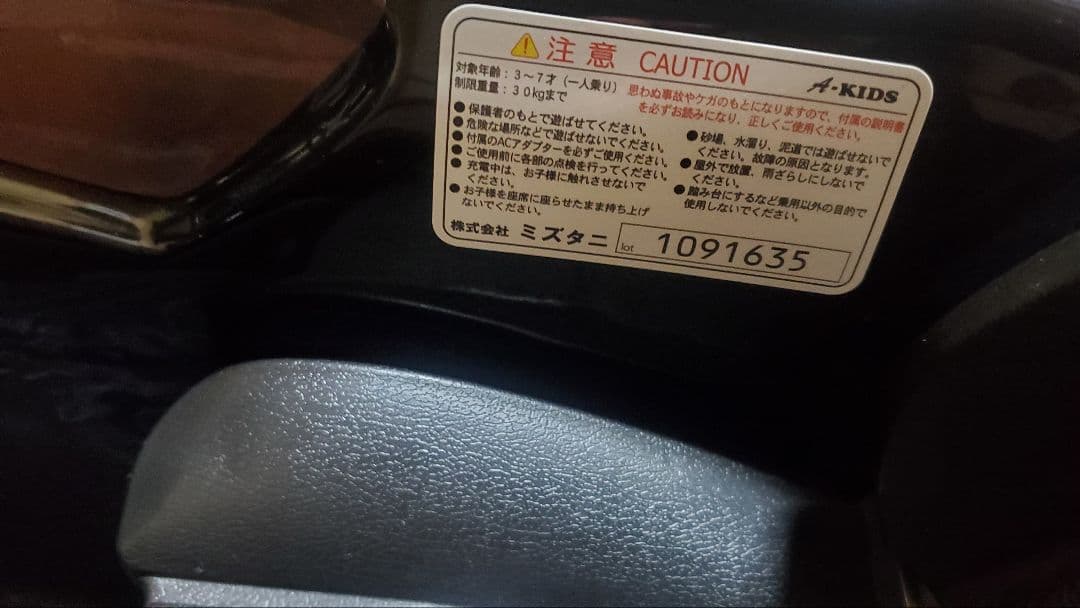 注意 CAUTION
A-KIDS
対象年齢：3～7才（一人乗り）
制限重量：30kgまで
思わぬ事故やケガのもとになりますので、付属の説明書
を必ずお読みになり、正しくご使用ください。
●保護者のもとで遊ばせてください。
●危険な場所などで遊ばせないでください。
●付属のACアダプターを必ずご使用ください。
●ご使用前に各部の点検を行ってください。
●充電中は、お子様に触れさせないで
ください。
●お子様を座席に座らせたまま持ち上げ
ないでください。
●砂場、水溜り、泥道では遊ばせないで
ください。故障の原因となります。
●屋外で放置、雨ざらしにしないで
ください。
●踏み台にするなど乗用以外の目的で
使用しないでください。
株式会社 ミズタニ
lot 1091635